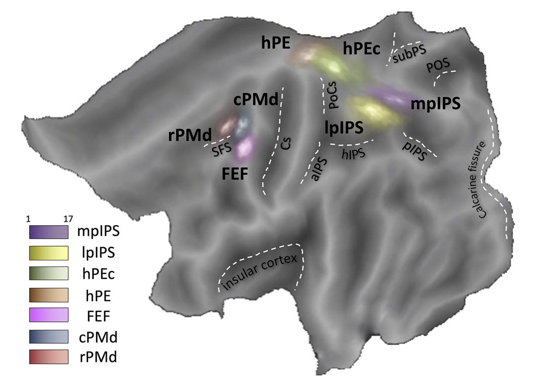 hPE
hPEc
subPS
POS
cPMd
PoCs
mpIPS
rPMd
lpIPS
SFS
Cs
hIPS
pIPS
aIPS
FEF
Calcarine fissure
Insular cortex
1 17
mpIPS
lpIPS
hPEc
hPE
FEF
cPMd
rPMd